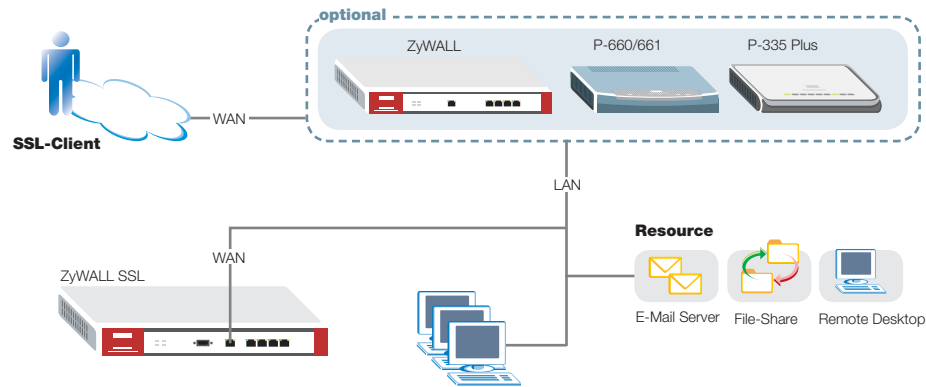 optional
ZyWALL
P-660/661
P-335 Plus
WAN
SSL-Client
LAN
Resource
WAN
ZyWALL SSL
E-Mail Server
File-Share
Remote Desktop